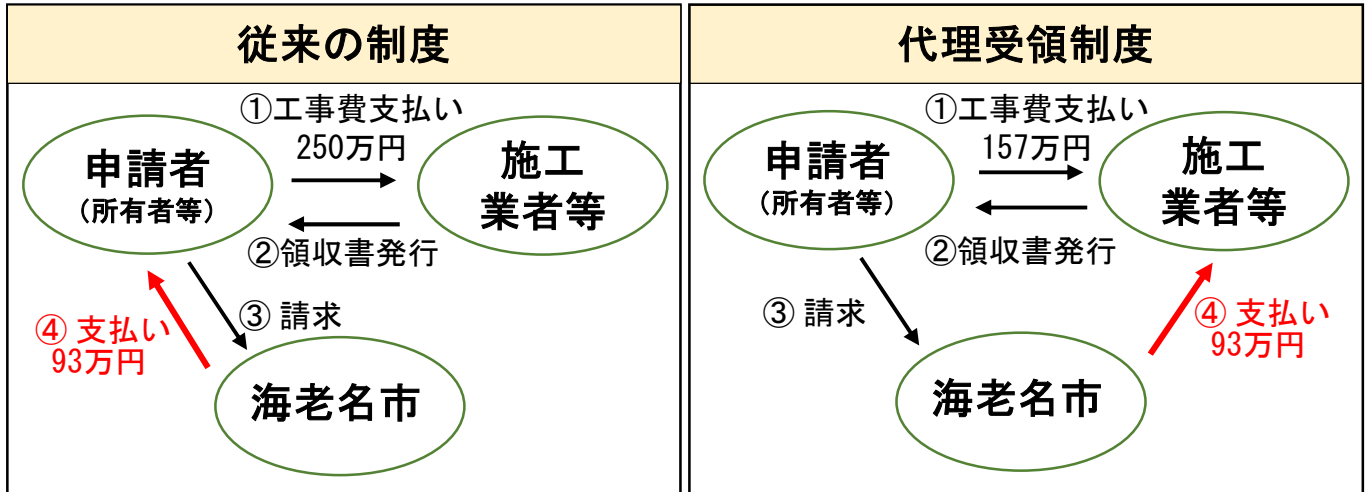 従来の制度
①工事費支払い
250万円
申請者
(所有者等)
施工
業者等
②領収書発行
③ 請求
④ 支払い
93万円
海老名市
代理受領制度
①工事費支払い
157万円
申請者
(所有者等)
施工
業者等
②領収書発行
③ 請求
④ 支払い
93万円
海老名市